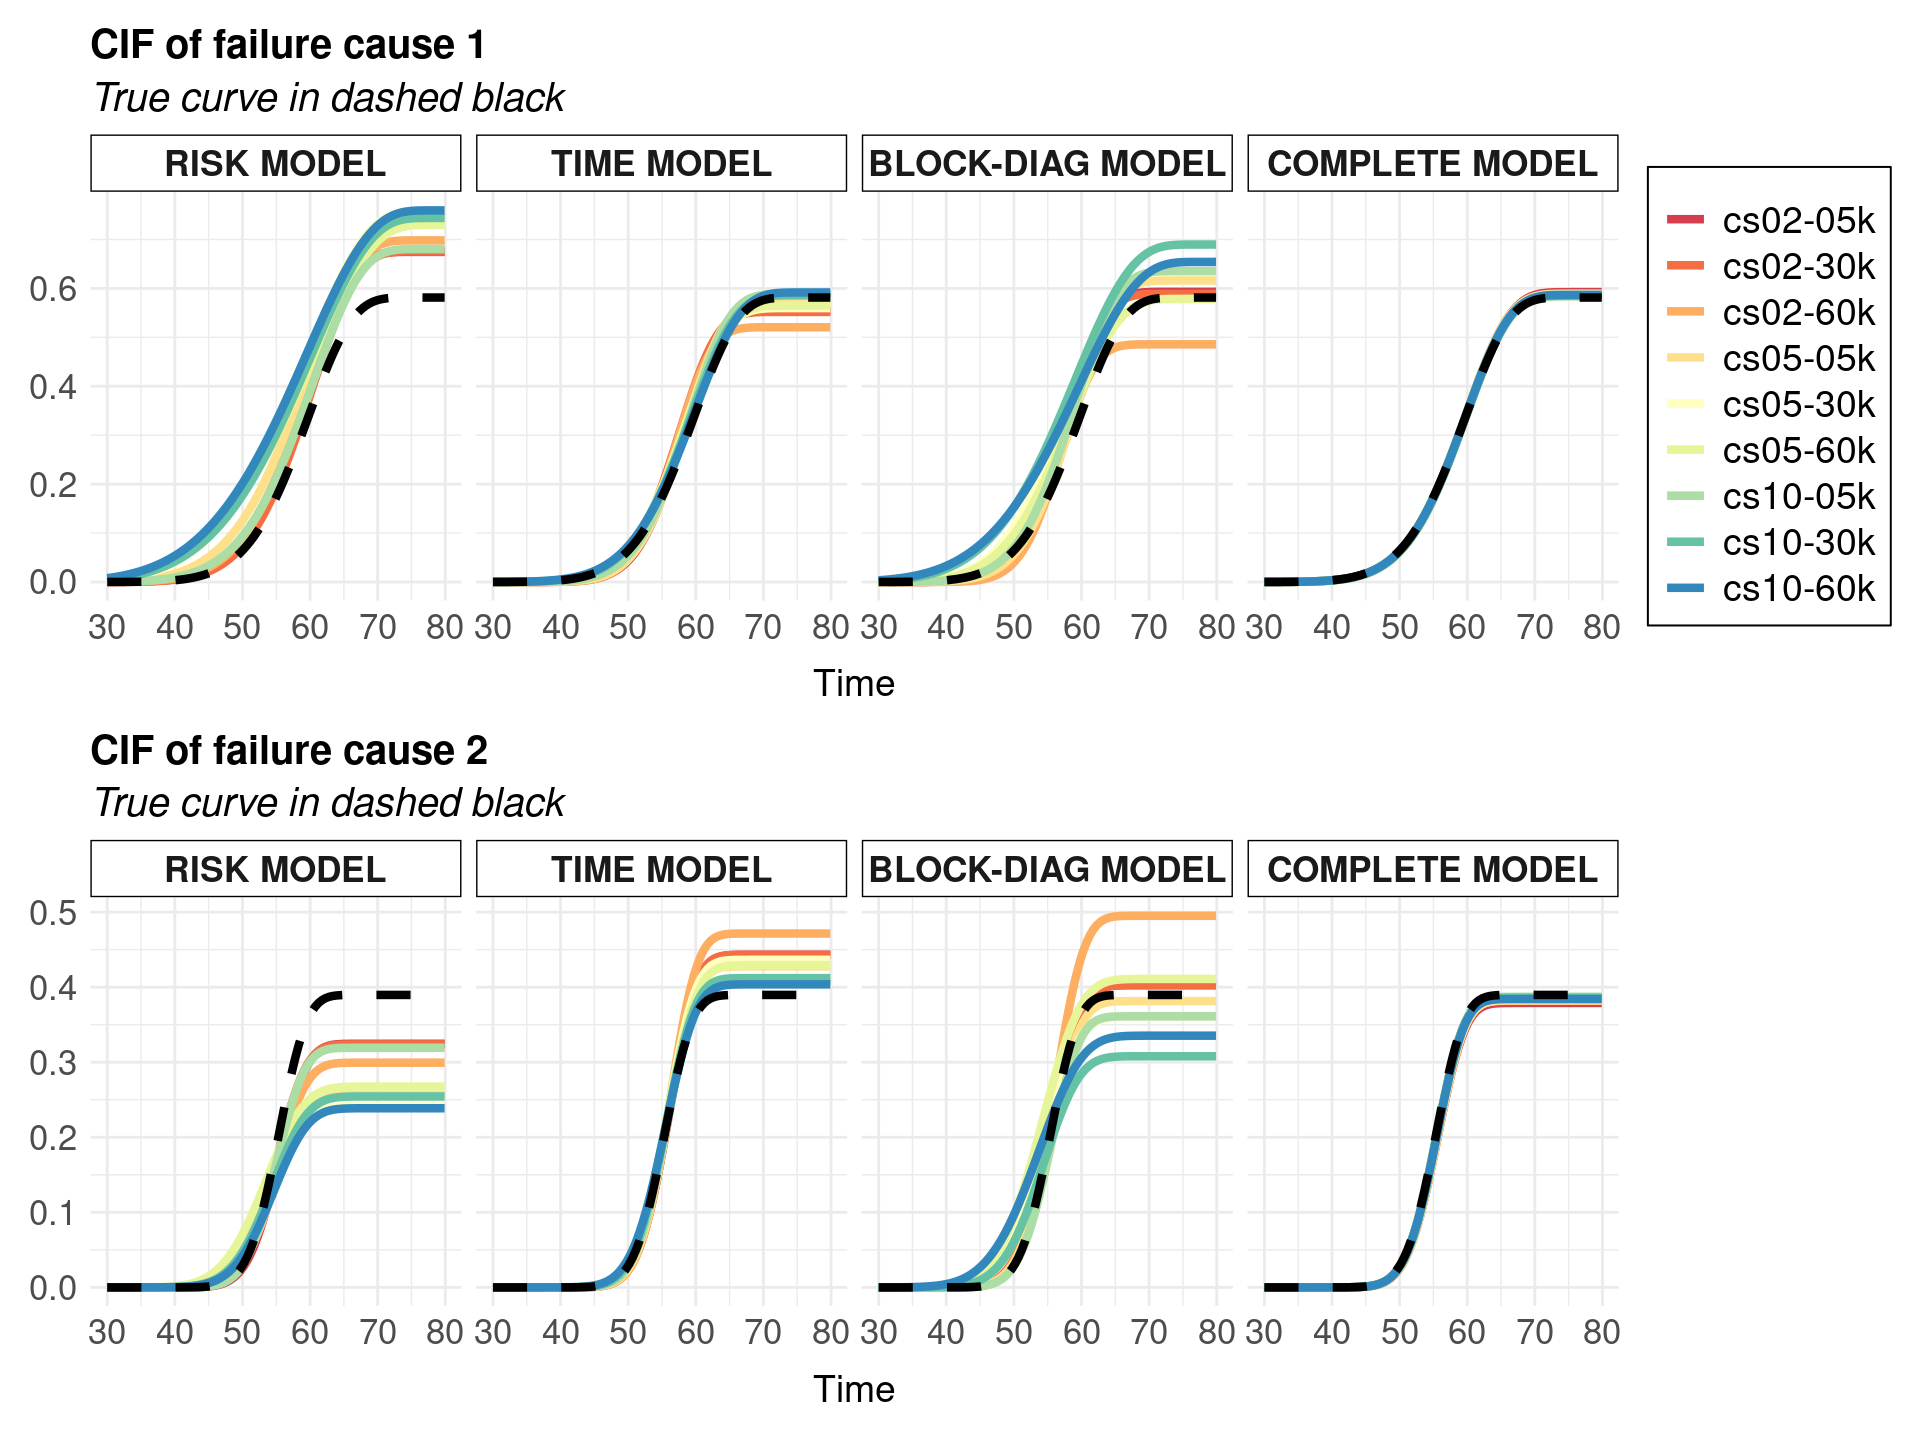 CIF of failure cause 1
True curve in dashed black
RISK MODEL TIME MODEL BLOCK-DIAG MODEL COMPLETE MODEL
0.6
0.4
0.2
0.0
30 40 50 60 70 80 30 40 50 60 70 80 30 40 50 60 70 80 30 40 50 60 70 80
Time
cs02-05k
cs02-30k
cs02-60k
cs05-05k
cs05-30k
cs05-60k
cs10-05k
cs10-30k
cs10-60k
CIF of failure cause 2
True curve in dashed black
RISK MODEL TIME MODEL BLOCK-DIAG MODEL COMPLETE MODEL
0.5
0.4
0.3
0.2
0.1
0.0
30 40 50 60 70 80 30 40 50 60 70 80 30 40 50 60 70 80 30 40 50 60 70 80
Time